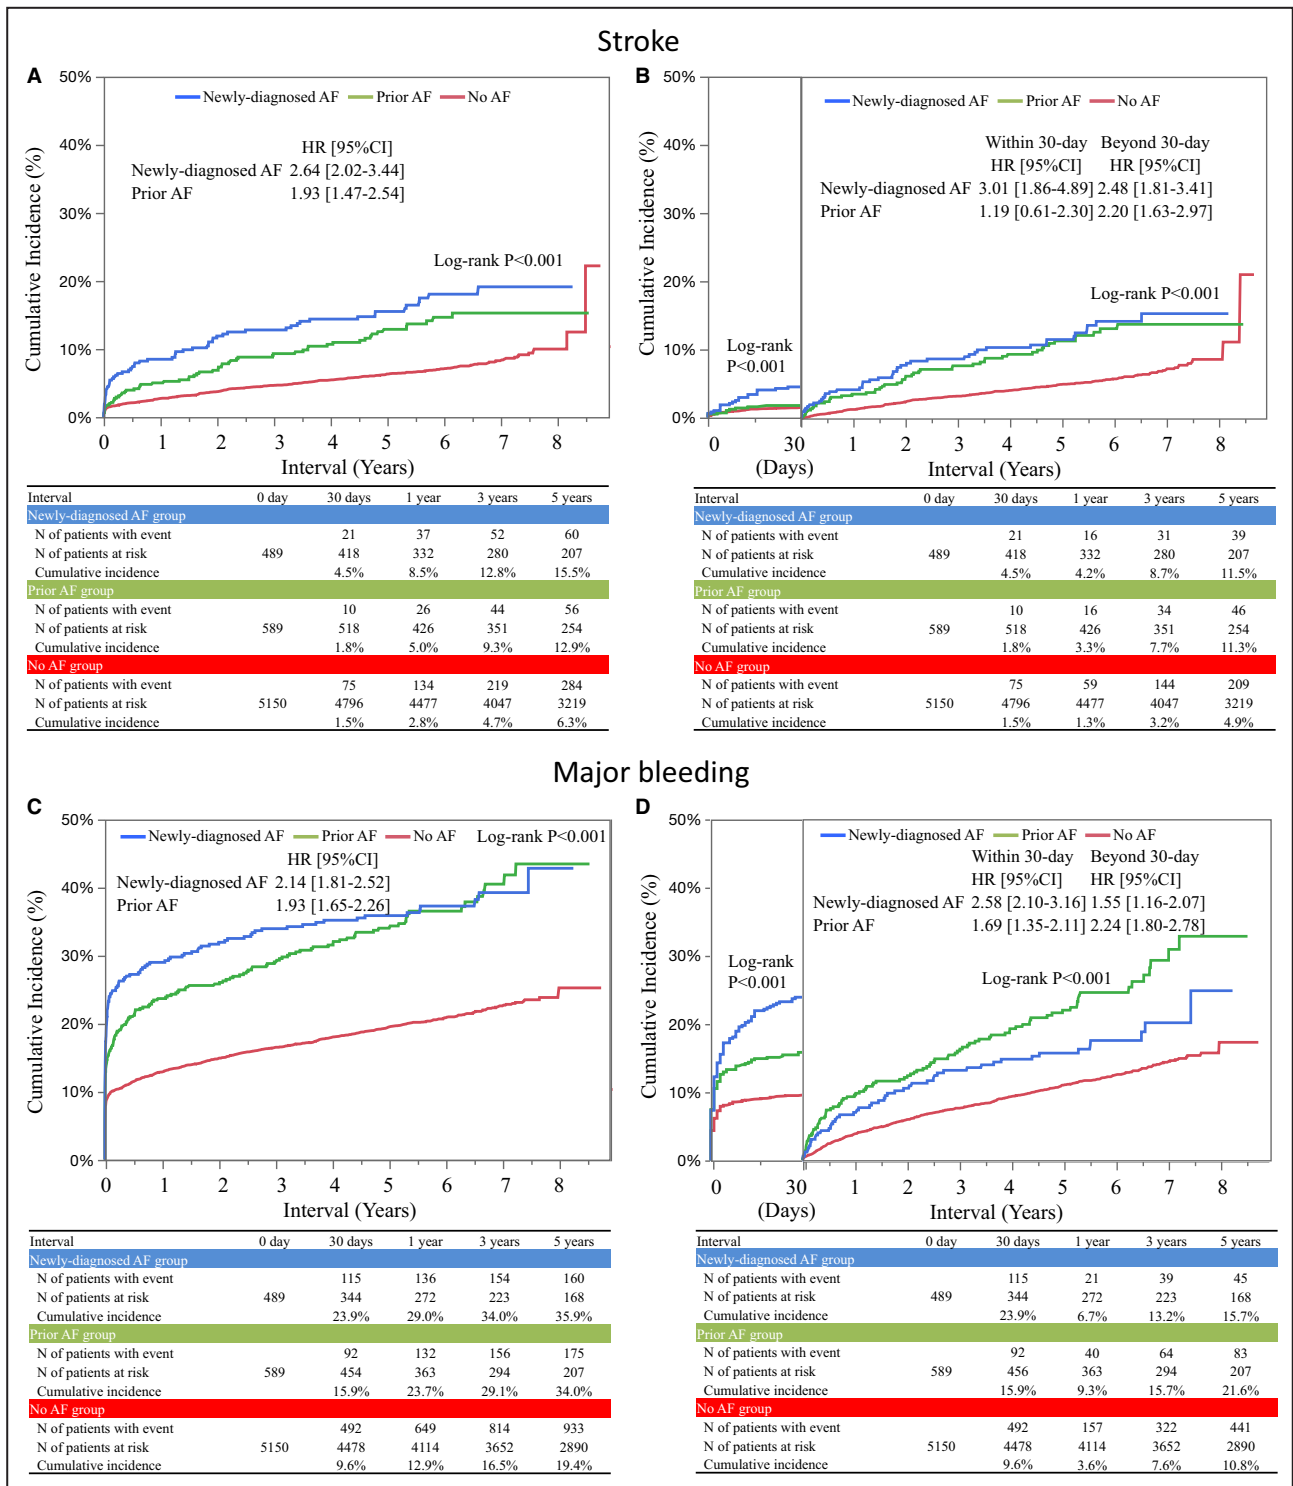 Stroke
A
50%
40%
30%
20%
10%
0%
Cumulative Incidence (%)
Newly-diagnosed AF Prior AF No AF
HR [95%CI]
Newly-diagnosed AF 2.64 [2.02-3.44]
Prior AF 1.93 [1.47-2.54]
Log-rank P<0.001
0 1 2 3 4 5 6 7 8
Interval (Years)
Interval 0 day 30 days 1 year 3 years 5 years
Newly-diagnosed AF group
N of patients with event 21 37 52 60
N of patients at risk 489 418 332 280 207
Cumulative incidence 4.5% 8.5% 12.8% 15.5%
Prior AF group
N of patients with event 10 26 44 56
N of patients at risk 589 518 426 351 254
Cumulative incidence 1.8% 5.0% 9.3% 12.9%
No AF group
N of patients with event 75 134 219 284
N of patients at risk 5150 4796 4477 4047 3219
Cumulative incidence 1.5% 2.8% 4.7% 6.3%
B
50%
40%
30%
20%
10%
0%
Cumulative Incidence (%)
Newly-diagnosed AF Prior AF No AF
Within 30-day Beyond 30-day
HR [95%CI] HR [95%CI]
Newly-diagnosed AF 3.01 [1.86-4.89] 2.48 [1.81-3.41]
Prior AF 1.19 [0.61-2.30] 2.20 [1.63-2.97]
Log-rank P<0.001
Log-rank
P<0.001
0 30 1 2 3 4 5 6 7 8
(Days) Interval (Years)
Interval 0 day 30 days 1 year 3 years 5 years
Newly-diagnosed AF group
N of patients with event 21 16 31 39
N of patients at risk 489 418 332 280 207
Cumulative incidence 4.5% 4.2% 8.7% 11.5%
Prior AF group
N of patients with event 10 16 34 46
N of patients at risk 589 518 426 351 254
Cumulative incidence 1.8% 3.3% 7.7% 11.3%
No AF group
N of patients with event 75 59 144 209
N of patients at risk 5150 4796 4477 4047 3219
Cumulative incidence 1.5% 1.3% 3.2% 4.9%
Major bleeding
C
50%
40%
30%
20%
10%
0%
Cumulative Incidence (%)
Newly-diagnosed AF Prior AF No AF Log-rank P<0.001
HR [95%CI]
Newly-diagnosed AF 2.14 [1.81-2.52]
Prior AF 1.93 [1.65-2.26]
0 1 2 3 4 5 6 7 8
Interval (Years)
Interval 0 day 30 days 1 year 3 years 5 years
Newly-diagnosed AF group
N of patients with event 115 136 154 160
N of patients at risk 489 344 272 223 168
Cumulative incidence 23.9% 29.0% 34.0% 35.9%
Prior AF group
N of patients with event 92 132 156 175
N of patients at risk 589 454 363 294 207
Cumulative incidence 15.9% 23.7% 29.1% 34.0%
No AF group
N of patients with event 492 649 814 933
N of patients at risk 5150 4478 4114 3652 2890
Cumulative incidence 9.6% 12.9% 16.5% 19.4%
D
50%
40%
30%
20%
10%
0%
Cumulative Incidence (%)
Newly-diagnosed AF Prior AF No AF
Within 30-day Beyond 30-day
HR [95%CI] HR [95%CI]
Newly-diagnosed AF 2.58 [2.10-3.16] 1.55 [1.16-2.07]
Prior AF 1.69 [1.35-2.11] 2.24 [1.80-2.78]
Log-rank
P<0.001
Log-rank P<0.001
0 30 1 2 3 4 5 6 7 8
(Days) Interval (Years)
Interval 0 day 30 days 1 year 3 years 5 years
Newly-diagnosed AF group
N of patients with event 115 21 39 45
N of patients at risk 489 344 272 223 168
Cumulative incidence 23.9% 6.7% 13.2% 15.7%
Prior AF group
N of patients with event 92 40 64 83
N of patients at risk 589 456 363 294 207
Cumulative incidence 15.9% 9.3% 15.7% 21.6%
No AF group
N of patients with event 492 157 322 441
N of patients at risk 5150 4478 4114 3652 2890
Cumulative incidence 9.6% 3.6% 7.6% 10.8%